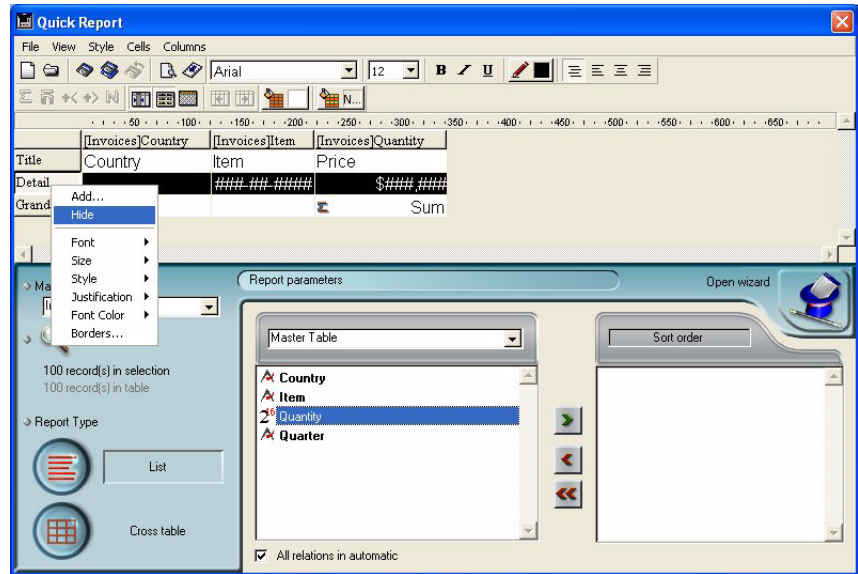 Quick Report
File View Style Cells Columns
Arial 12 B I U
N...
50 100 150 200 250 300 350 400 450 500 550 600 650
[Invoices]Country [Invoices]Item [Invoices]Quantity
Title Country Item Price
Detail ###-##-##### $####,####
Grand Sum
Add...
Hide
Font
Size
Style
Justification
Font Color
Borders...
Report parameters
Open wizard
Ma
Master Table
Sort order
100 record(s) in selection
100 record(s) in table
Country
Item
2 16 Quantity
Quarter
Report Type
List
Cross table
All relations in automatic